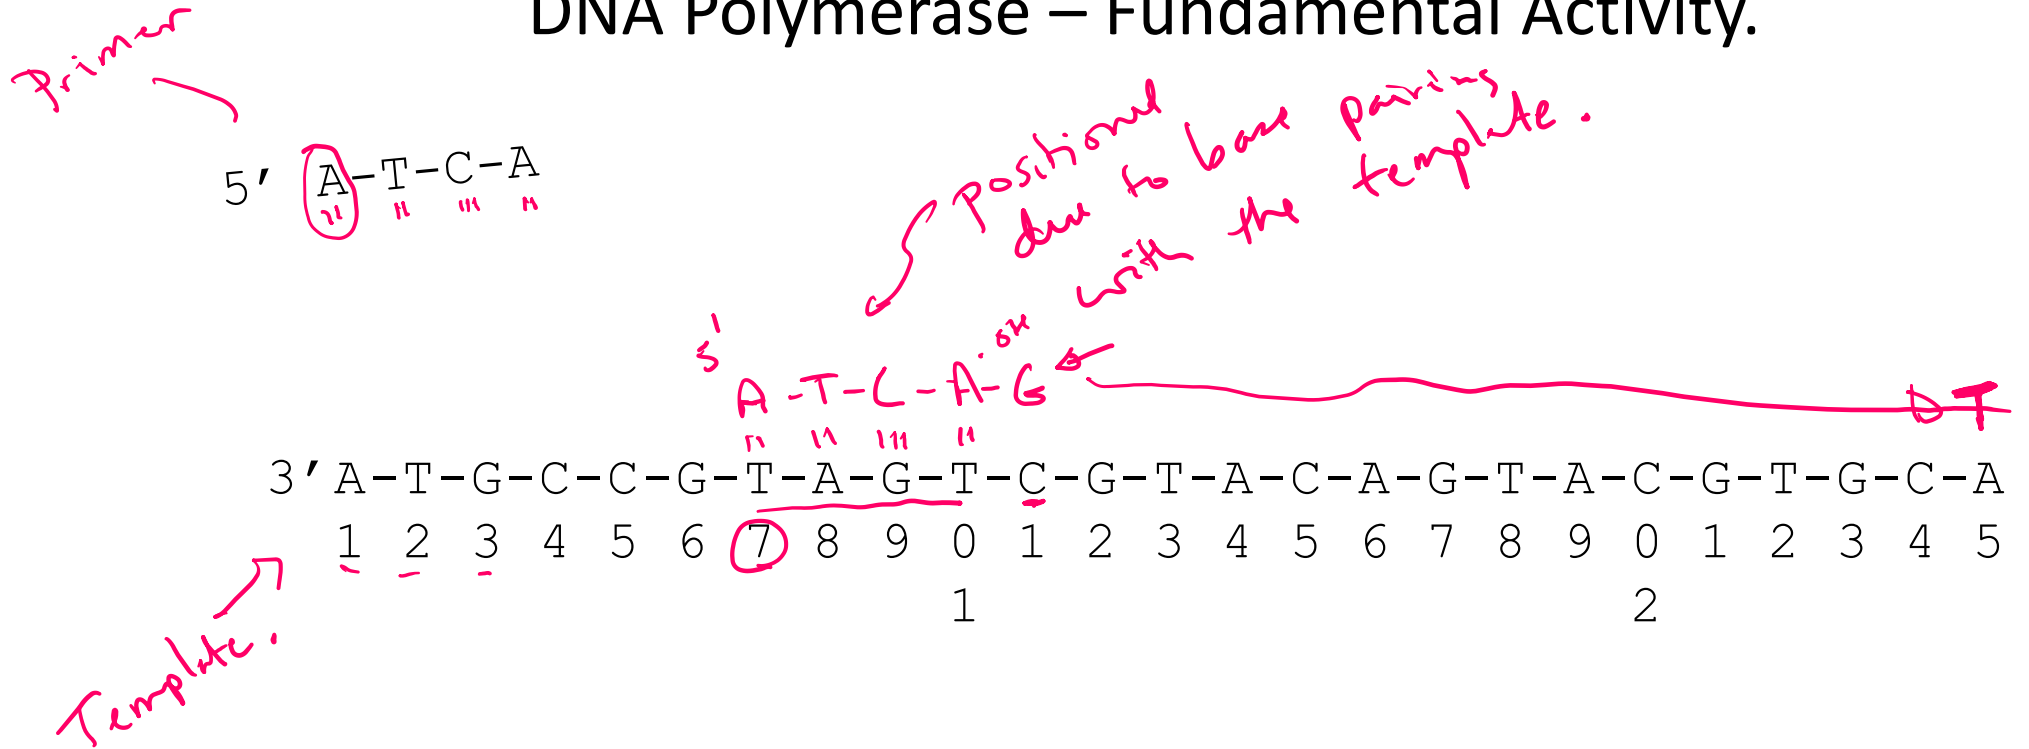 DNA Polymerase – Fundamental Activity.
Primer
5' A-T-C-A
positional
due to base pairing
with the template.
5'
A-T-C-A-G
OH
3'A-T-G-C-C-G-T-A-G-T-C-G-T-A-C-A-G-T-A-C-G-T-G-C-A
1 2 3 4 5 6 7 8 9 0 1 2 3 4 5 6 7 8 9 0 1 2 3 4 5
1 2
Template.